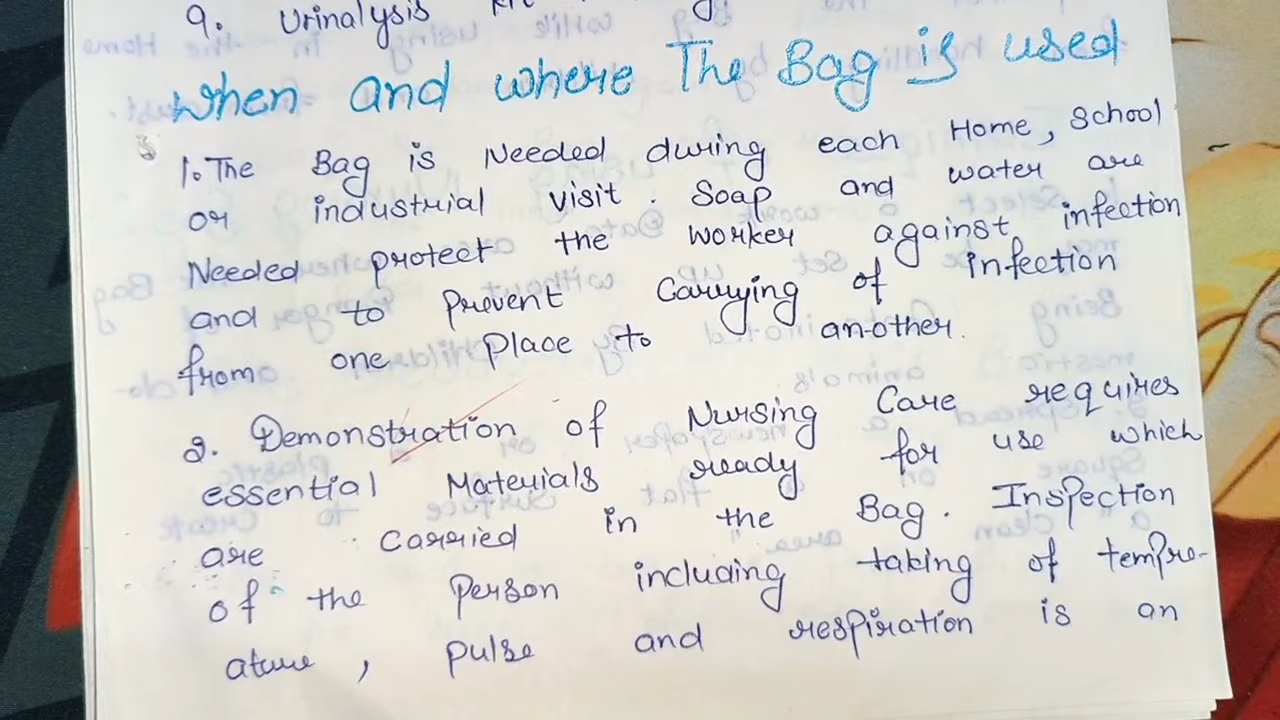 9. Urinalysis
When and where The Bag is used
1. The Bag is Needed during each Home, School
or industrial visit. Soap and water are
Needed protect the worker against infection
and to prevent Carrying of infection
from one Place to an-other.
2. Demonstration of Nursing Care requires
essential Materials ready for use which
are carried in the Bag. Inspection
of the Person including taking of tempre-
ature, pulse and respiration is an